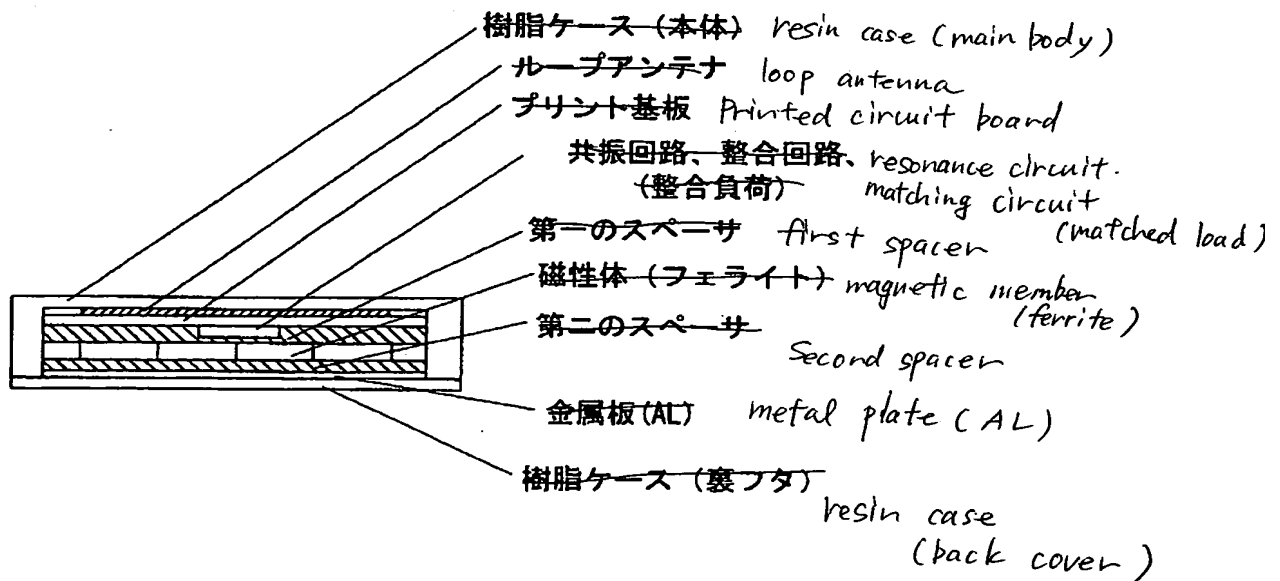 樹脂ケース（本体） resin case (main body)
ループアンテナ loop antenna
プリント基板 Printed circuit board
共振回路、整合回路、 resonance circuit.
（整合負荷） matching circuit
(matched load)
第一のスペーサ first spacer
磁性体（フェライト） magnetic member
(ferrite)
第二のスペーサ
Second spacer
金属板(AL) metal plate (AL)
樹脂ケース（裏フタ）
resin case
(back cover)